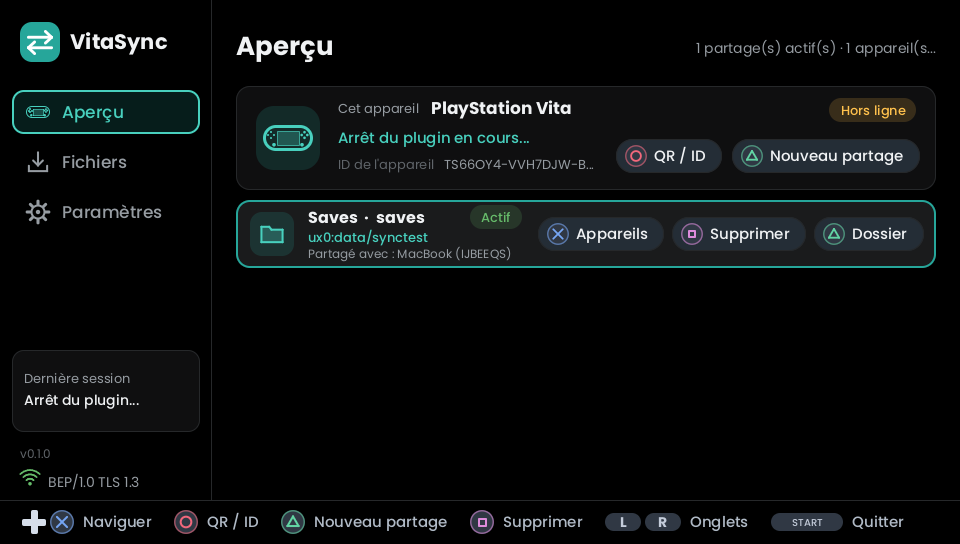 VitaSync
Aperçu
Fichiers
Paramètres
Dernière session
Arrêt du plugin...
v0.1.0
BEP/1.0 TLS 1.3
Aperçu
1 partage(s) actif(s) · 1 appareil(s...
Cet appareil PlayStation Vita
Hors ligne
Arrêt du plugin en cours...
ID de l'appareil TS66OY4-VVH7DJW-B...
QR / ID
Nouveau partage
Saves · saves
Actif
ux0:data/synctest
Partagé avec : MacBook (IJBEEQS)
Appareils
Supprimer
Dossier
Naviguer QR / ID Nouveau partage Supprimer L R Onglets START Quitter